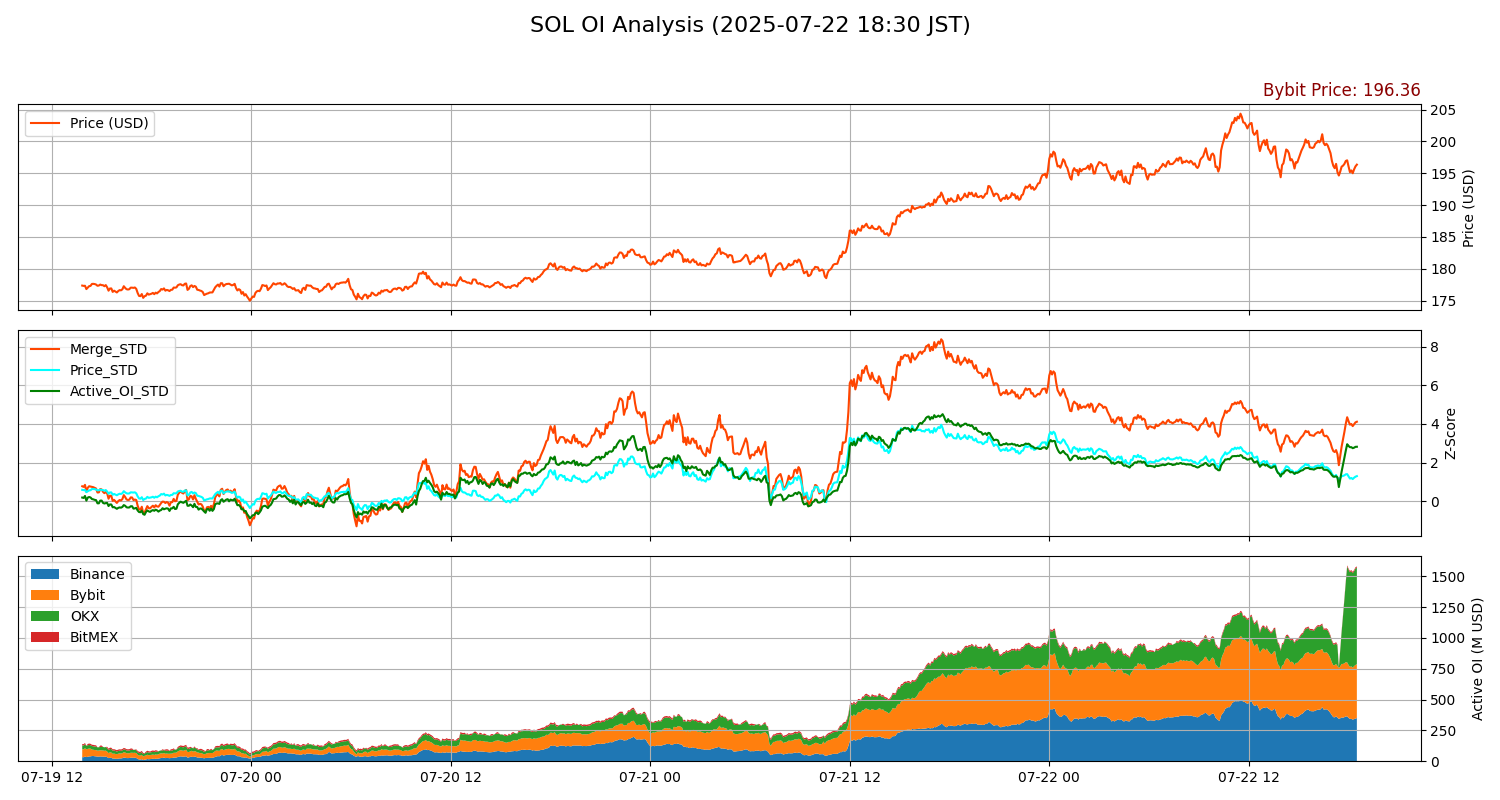 SOL OI Analysis (2025-07-22 18:30 JST)
Bybit Price: 196.36
Price (USD)
205
200
195
190
185
180
175
Price (USD)
Merge_STD
Price_STD
Active_OI_STD
8
6
4
2
0
Z-Score
Binance
Bybit
OKX
BitMEX
1500
1250
1000
750
500
250
0
Active OI (M USD)
07-19 12
07-20 00
07-20 12
07-21 00
07-21 12
07-22 00
07-22 12